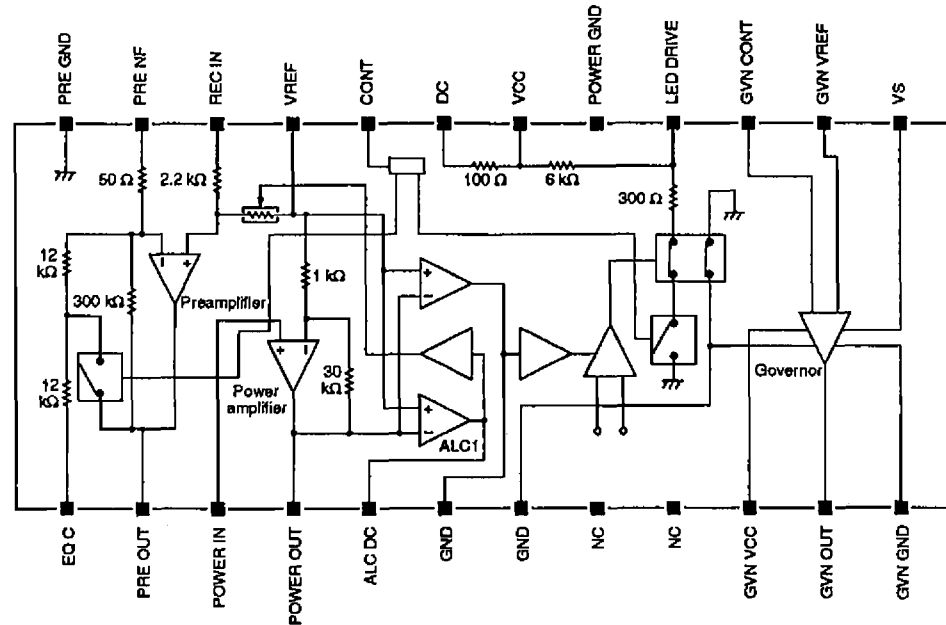 PRE GND
PRE NF
REC IN
VREF
CONT
DC
VCC
POWER GND
LED DRIVE
GVN CONT
GVN VREF
VS
50 Ω
2.2 kΩ
100 Ω
6 kΩ
300 Ω
12
kΩ
300 kΩ
Preamplifier
1 kΩ
12
kΩ
Power
amplifier
30
kΩ
ALC1
Governor
+
+
+
+
EQ C
PRE OUT
POWER IN
POWER OUT
ALC DC
GND
GND
NC
NC
GVN VCC
GVN OUT
GVN GND